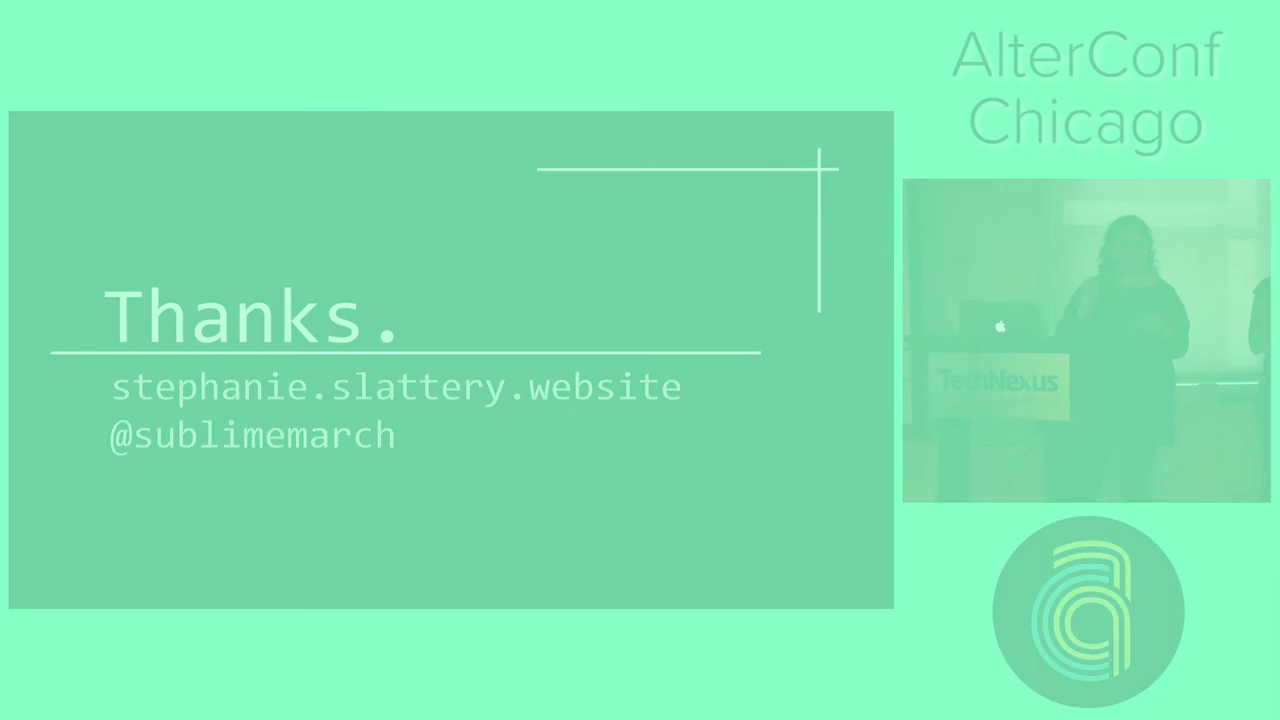 AlterConf
Chicago
Thanks.
stephanie.slattery.website
@sublimemarch
TechNexus